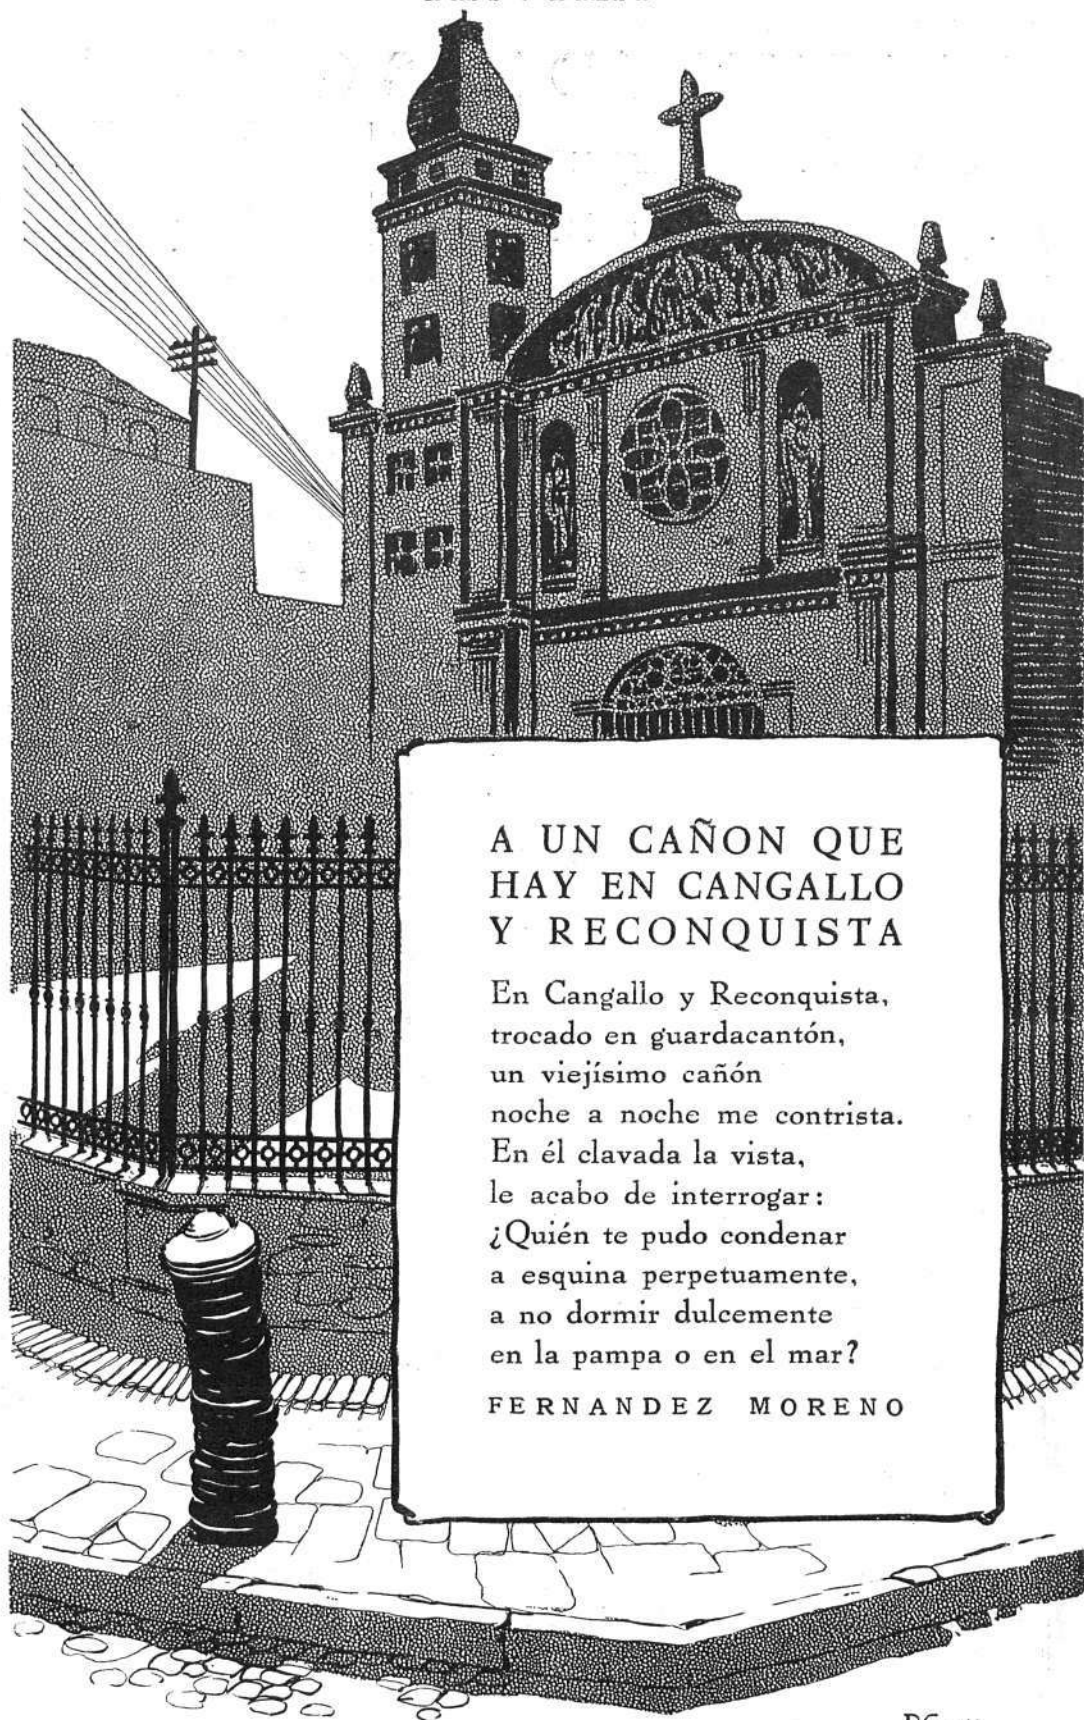 A UN CAÑON QUE
HAY EN CANGALLO
Y RECONQUISTA
En Cangallo y Reconquista,
trocado en guardacantón,
un viejísimo cañón
noche a noche me contrista.
En él clavada la vista,
le acabo de interrogar:
¿Quién te pudo condenar
a esquina perpetuamente,
a no dormir dulcemente
en la pampa o en el mar?
FERNANDEZ MORENO